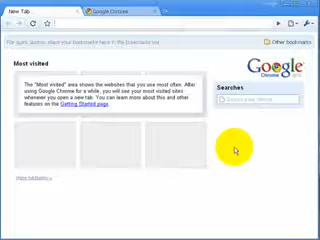 New Tab
Google Chrome
For quick access, place your bookmarks here in the bookmarks bar.
Other bookmarks
Most visited
Google
Chrome
The "Most visited" area shows the websites that you use most often. After
using Google Chrome for a while, you will see your most visited sites
whenever you open a new tab. You can learn more about this and other
features on the Getting Started page.
Searches